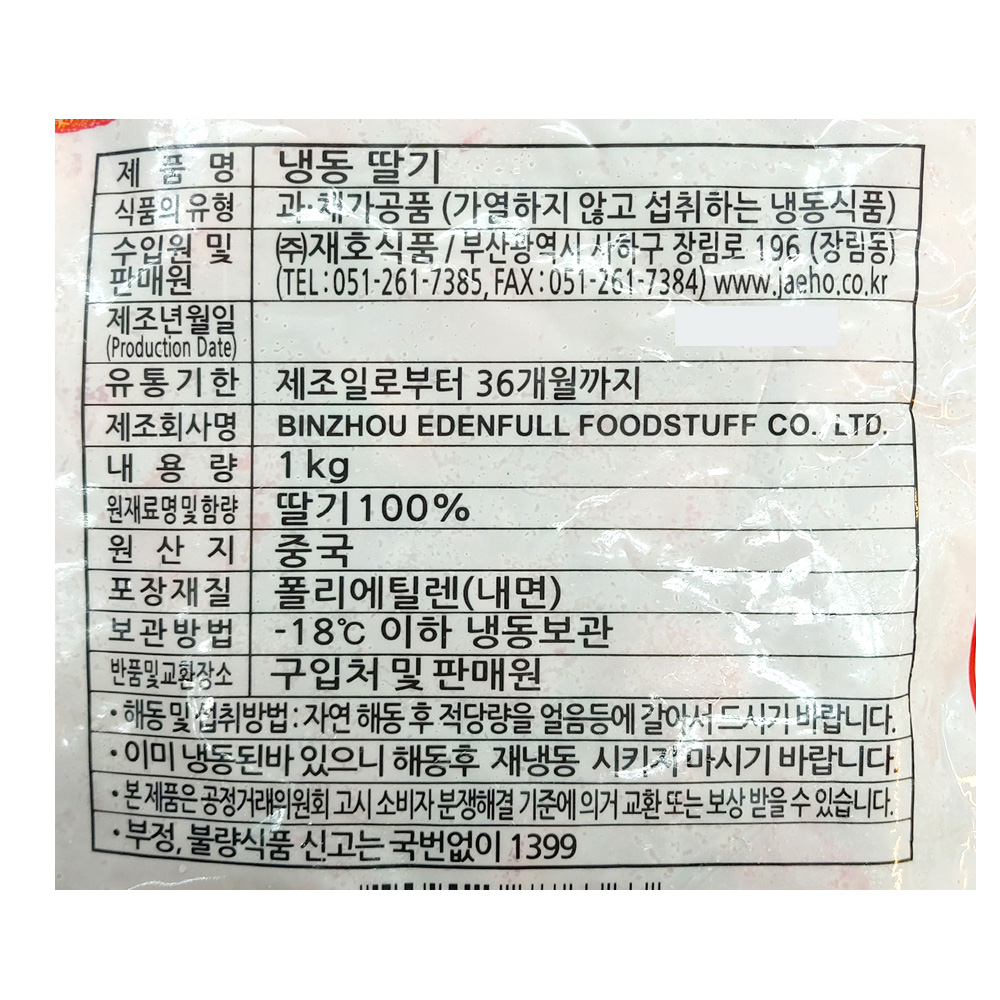 제 품 명 냉동 딸기
식품의 유형 과·채가공품 (가열하지 않고 섭취하는 냉동식품)
수입원 및 판매원 ㈜재호식품 / 부산광역시 사하구 장림로 196 (장림동)
(TEL:051-261-7385, FAX:051-261-7384) www.jaeho.co.kr
제조년월일
(Production Date)
유 통 기 한 제조일로부터 36개월까지
제조회사명 BINZHOU EDENFULL FOODSTUFF CO. LTD.
내 용 량 1kg
원재료명및함량 딸기100%
원 산 지 중국
포장재질 폴리에틸렌(내면)
보관방법 -18℃ 이하 냉동보관
반품및교환장소 구입처 및 판매원
·해동및섭취방법:자연 해동 후 적당량을 얼음등에 갈아서 드시기 바랍니다.
·이미 냉동된바 있으니 해동후 재냉동 시키지 마시기 바랍니다.
·본 제품은 공정거래위원회 고시 소비자 분쟁해결 기준에 의거 교환 또는 보상 받을 수 있습니다.
·부정, 불량식품 신고는 국번없이 1399